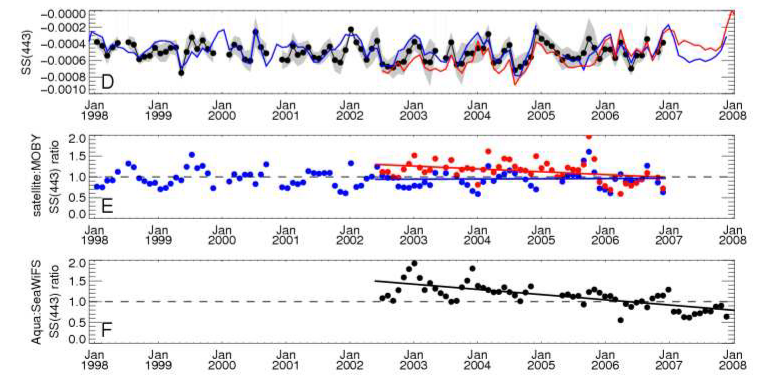 -0.0000
-0.0002
-0.0004
-0.0006
-0.0008
-0.0010
SS(443)
D
Jan Jan Jan Jan Jan Jan Jan Jan Jan Jan Jan
1998 1999 2000 2001 2002 2003 2004 2005 2006 2007 2008
2.0
1.5
1.0
0.5
0.0
satellite:MOBY
SS(443) ratio
E
Jan Jan Jan Jan Jan Jan Jan Jan Jan Jan Jan
1998 1999 2000 2001 2002 2003 2004 2005 2006 2007 2008
2.0
1.5
1.0
0.5
0.0
Aqua:SeaWiFS
SS(443) ratio
F
Jan Jan Jan Jan Jan Jan Jan Jan Jan Jan Jan
1998 1999 2000 2001 2002 2003 2004 2005 2006 2007 2008